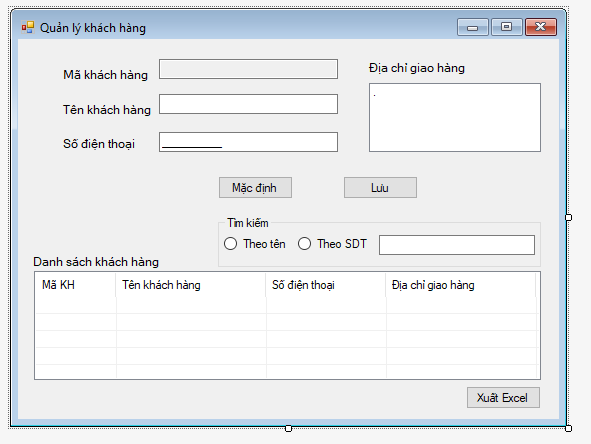 Quản lý khách hàng
Mã khách hàng
Địa chỉ giao hàng
Tên khách hàng
.
Số điện thoại
__________
Mặc định
Lưu
Tìm kiếm
Theo tên
Theo SDT
Danh sách khách hàng
Mã KH
Tên khách hàng
Số điện thoại
Địa chỉ giao hàng
Xuất Excel